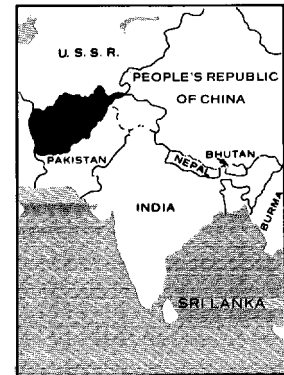 U. S. S. R.
PEOPLE'S REPUBLIC
OF CHINA
PAKISTAN
NEPAL
BHUTAN
INDIA
BURMA
SRI LANKA